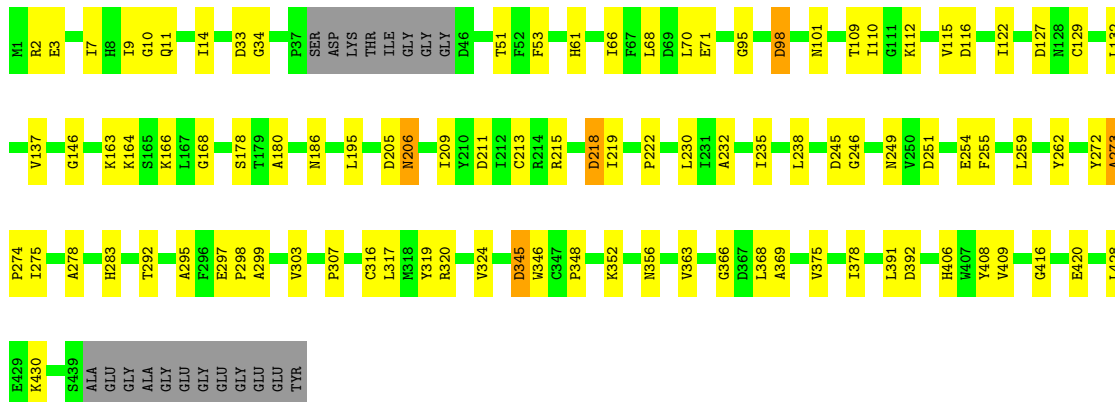 M1 R2 E3 I7 H8 I9 G10 Q11 I14 D33 G34 P37 SER ASP LYS THR ILE GLY GLY GLY D46 T51 F52 F53 H61 I66 F67 L68 D69 L70 E71 G95 D98 N101 T109 I110 G111 K112 V115 D116 I122 D127 N128 C129 L132
V137 G146 K163 K164 S165 K166 L167 G168 S178 T179 A180 N186 L195 D205 N206 I209 Y210 D211 I212 C213 R214 R215 D218 I219 P222 L230 I231 A232 I235 L238 D245 G246 N249 V250 D251 E254 F255 L259 Y262 Y272 A273
P274 I275 A278 H283 T292 A295 F296 E297 P298 A299 V303 P307 C316 L317 M318 Y319 R320 V324 D345 W346 C347 P348 K352 N356 V363 G366 D367 L368 A369 V375 I378 L391 D392 H406 W407 Y408 V409 G416 E420 L428
E429 K430 S439 ALA GLU GLY ALA GLY GLU GLY GLU GLU TYR